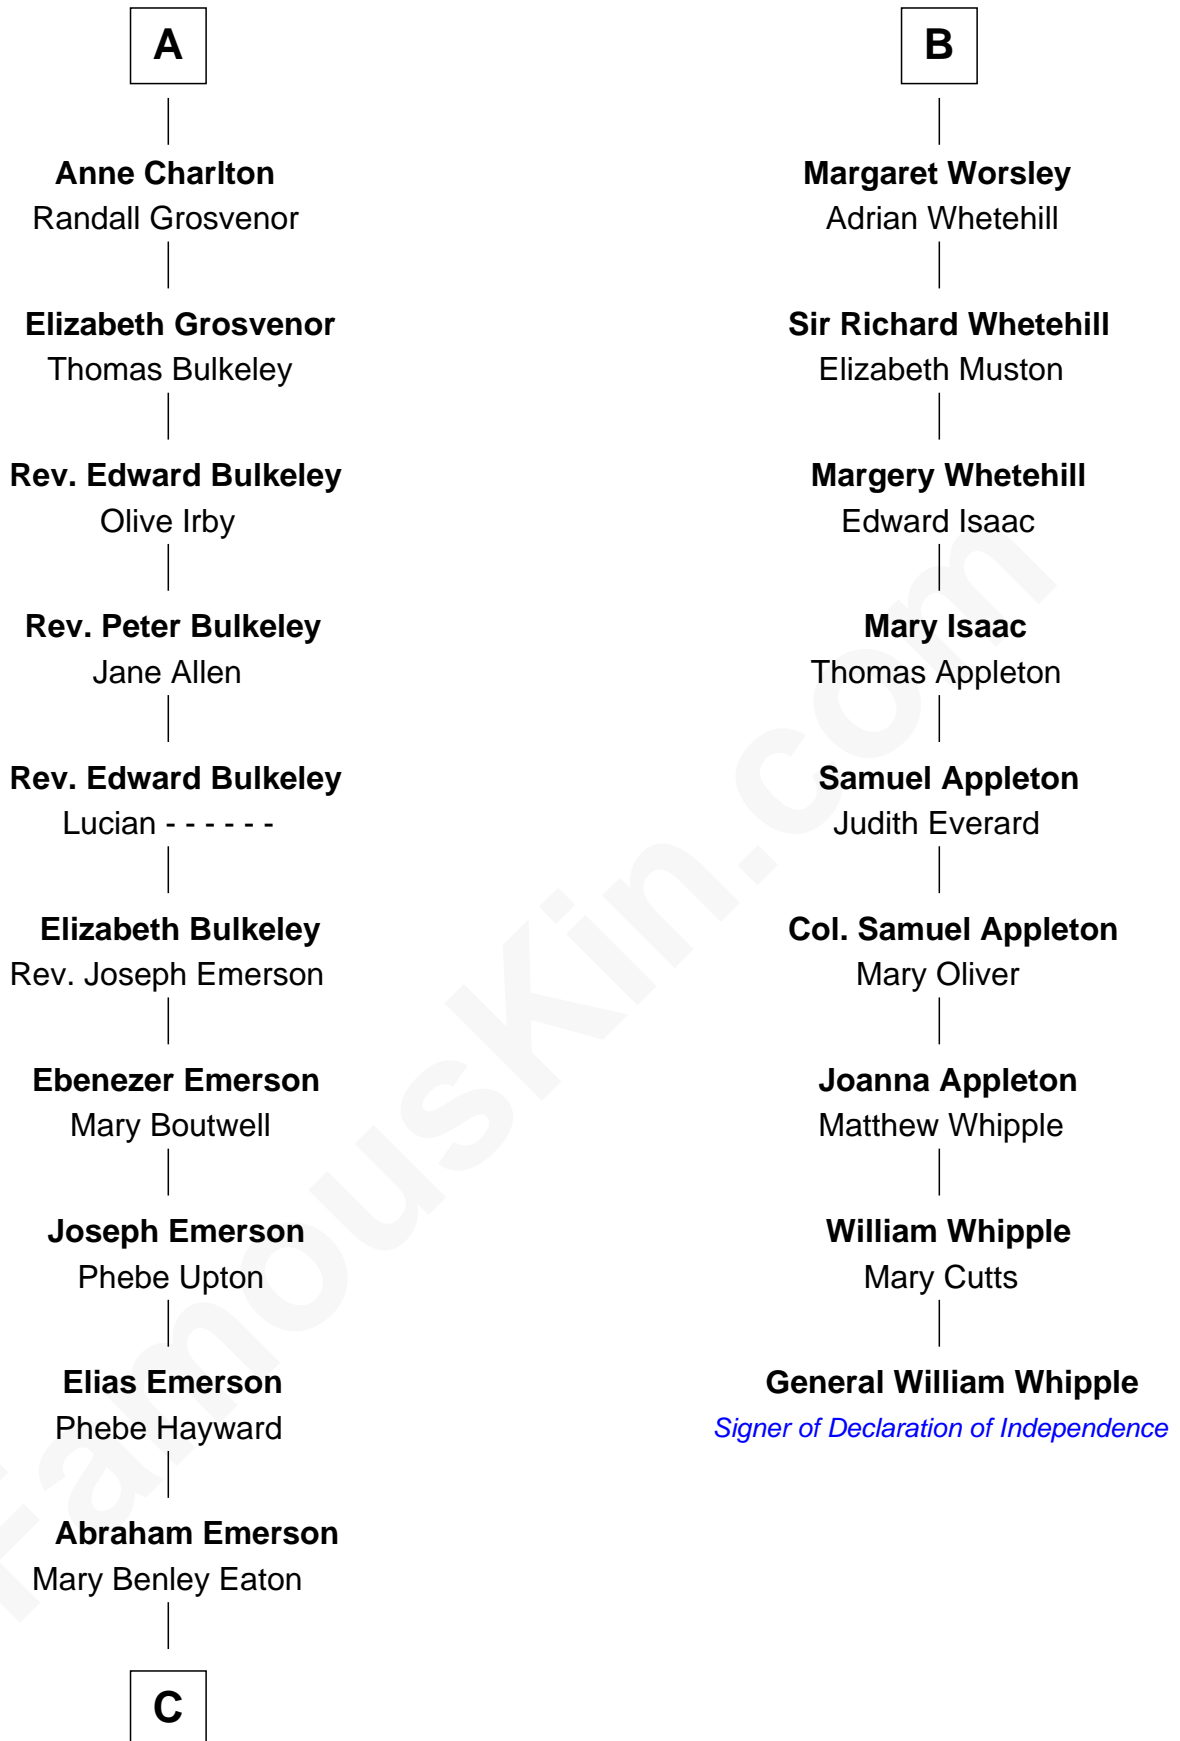 A
Anne Charlton
Randall Grosvenor
Elizabeth Grosvenor
Thomas Bulkeley
Rev. Edward Bulkeley
Olive Irby
Rev. Peter Bulkeley
Jane Allen
Rev. Edward Bulkeley
Lucian - - - - - -
Elizabeth Bulkeley
Rev. Joseph Emerson
Ebenezer Emerson
Mary Boutwell
Joseph Emerson
Phebe Upton
Elias Emerson
Phebe Hayward
Abraham Emerson
Mary Benley Eaton
C
B
Margaret Worsley
Adrian Whetehill
Sir Richard Whetehill
Elizabeth Muston
Margery Whetehill
Edward Isaac
Mary Isaac
Thomas Appleton
Samuel Appleton
Judith Everard
Col. Samuel Appleton
Mary Oliver
Joanna Appleton
Matthew Whipple
William Whipple
Mary Cutts
General William Whipple
Signer of Declaration of Independence
FamousKin.com